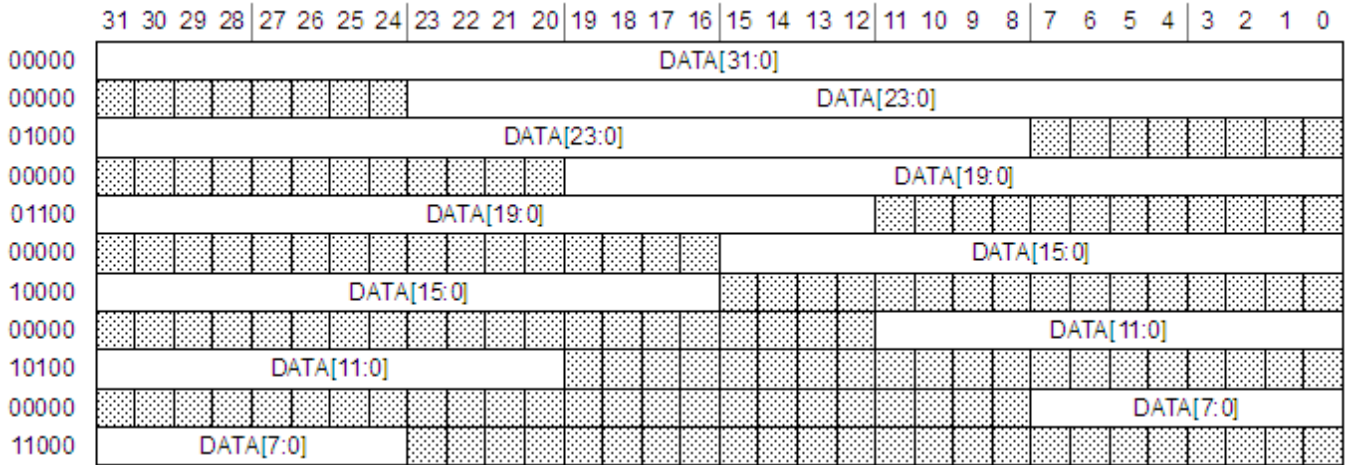 31 30 29 28 27 26 25 24 23 22 21 20 19 18 17 16 15 14 13 12 11 10 9 8 7 6 5 4 3 2 1 0
00000 DATA[31:0]
00000 DATA[23:0]
01000 DATA[23:0]
00000 DATA[19:0]
01100 DATA[19:0]
00000 DATA[15:0]
10000 DATA[15:0]
00000 DATA[11:0]
10100 DATA[11:0]
00000 DATA[7:0]
11000 DATA[7:0]